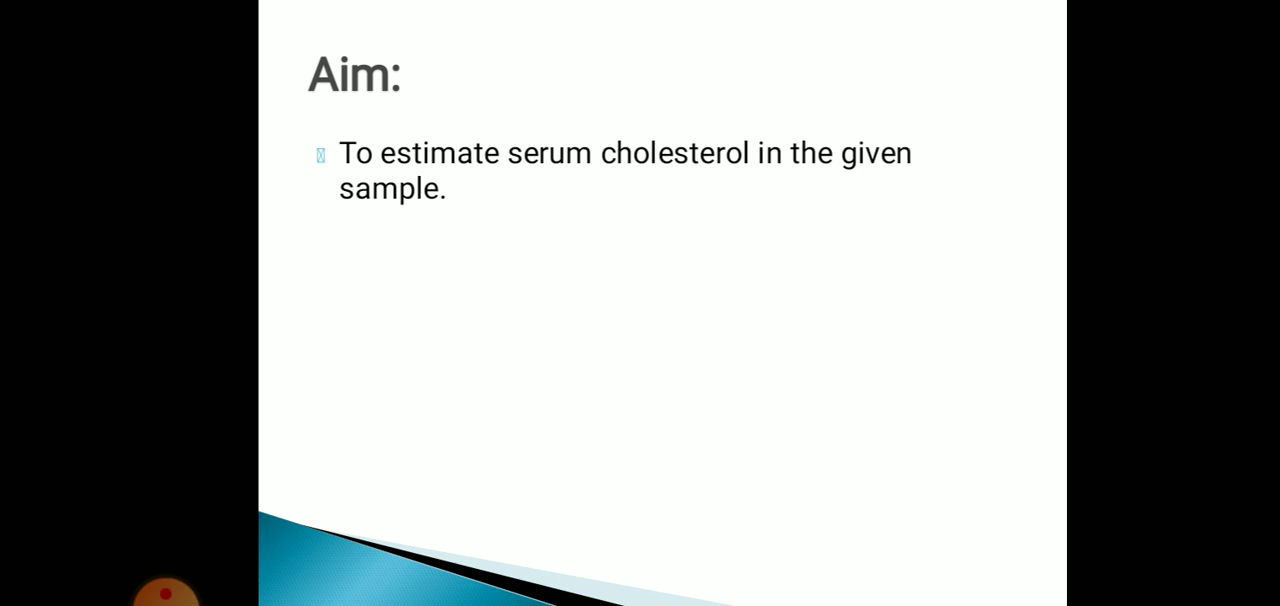 Aim:
To estimate serum cholesterol in the given
sample.